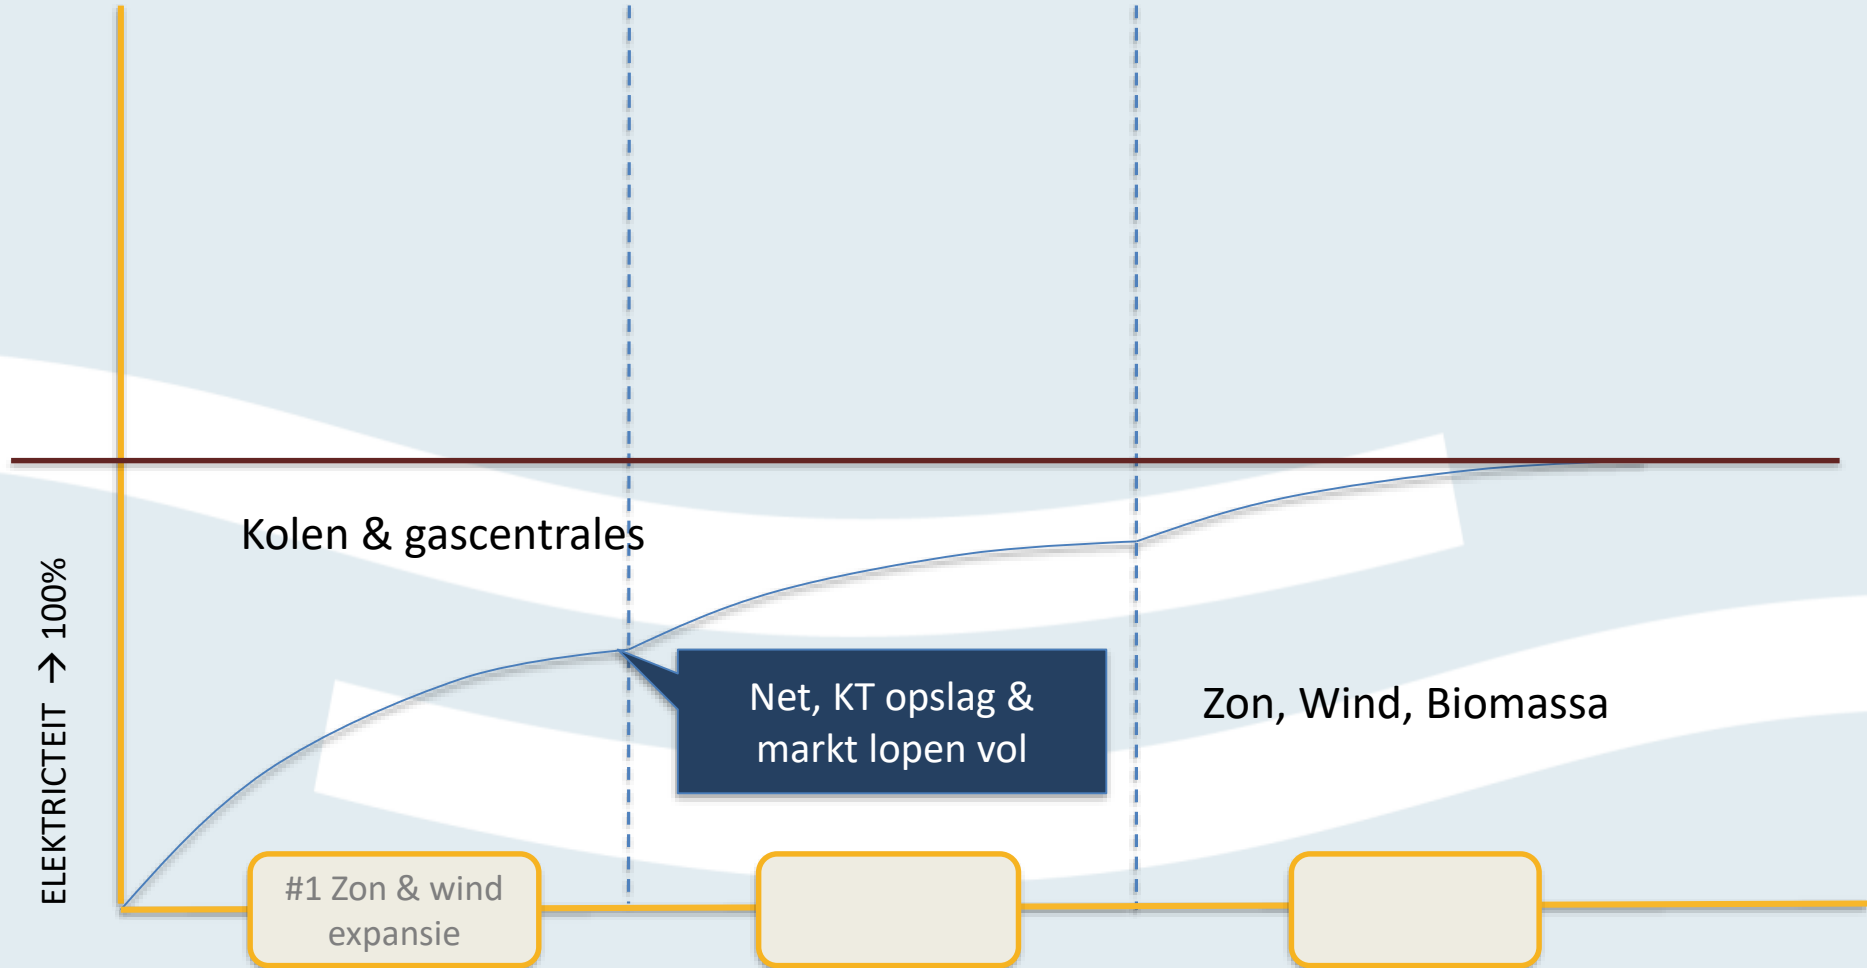 Kolen & gascentrales
ELEKTRICTEIT → 100%
Net, KT opslag &
markt lopen vol
Zon, Wind, Biomassa
#1 Zon & wind
expansie